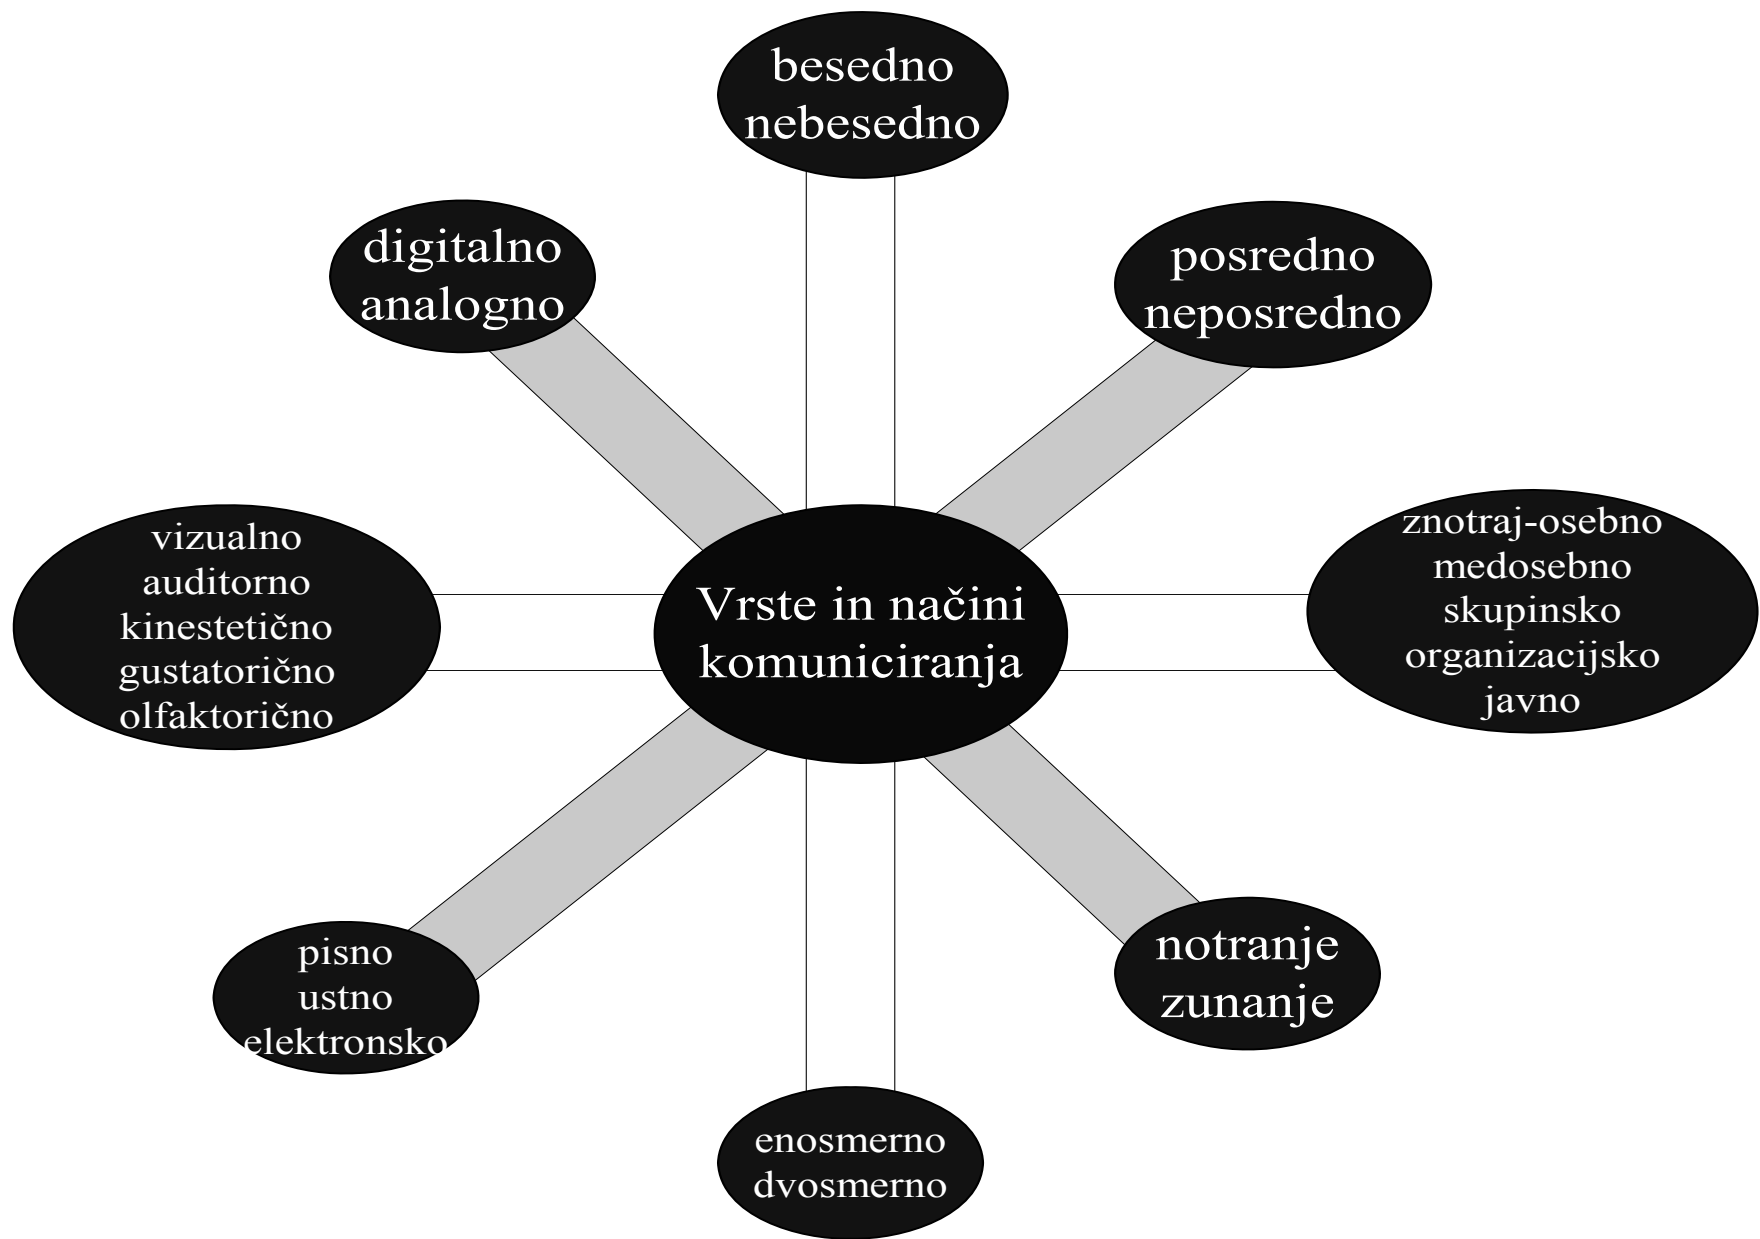 besedno
nebesedno
digitalno
analogno
posredno
neposredno
vizualno
auditorno
kinestetično
gustatorično
olfaktorično
Vrste in načini
komuniciranja
znotraj-osebno
medosebno
skupinsko
organizacijsko
javno
pisno
ustno
elektronsko
notranje
zunanje
enosmerno
dvosmerno